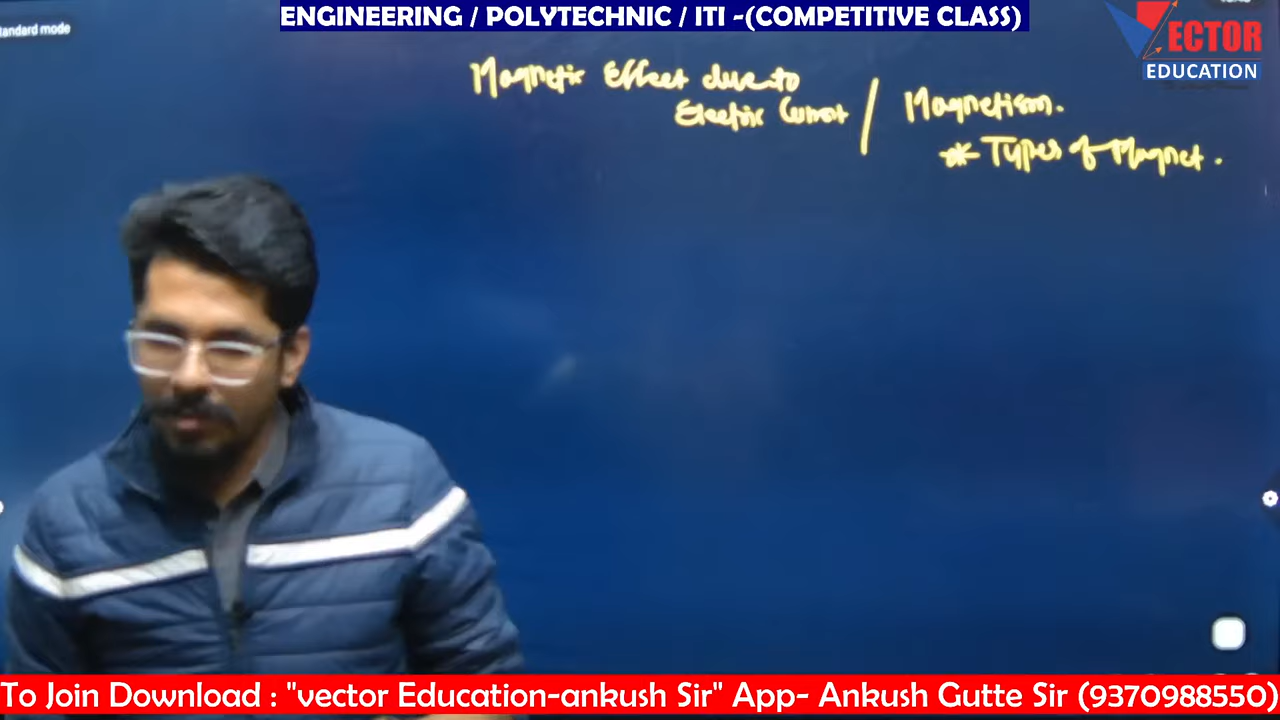 ENGINEERING / POLYTECHNIC / ITI -(COMPETITIVE CLASS)
tandard mode
ECTOR
EDUCATION
Magnetic Effect due to
Electric Current / Magnetism.
* Types of Magnet.
To Join Download : "vector Education-ankush Sir" App- Ankush Gutte Sir (9370988550)